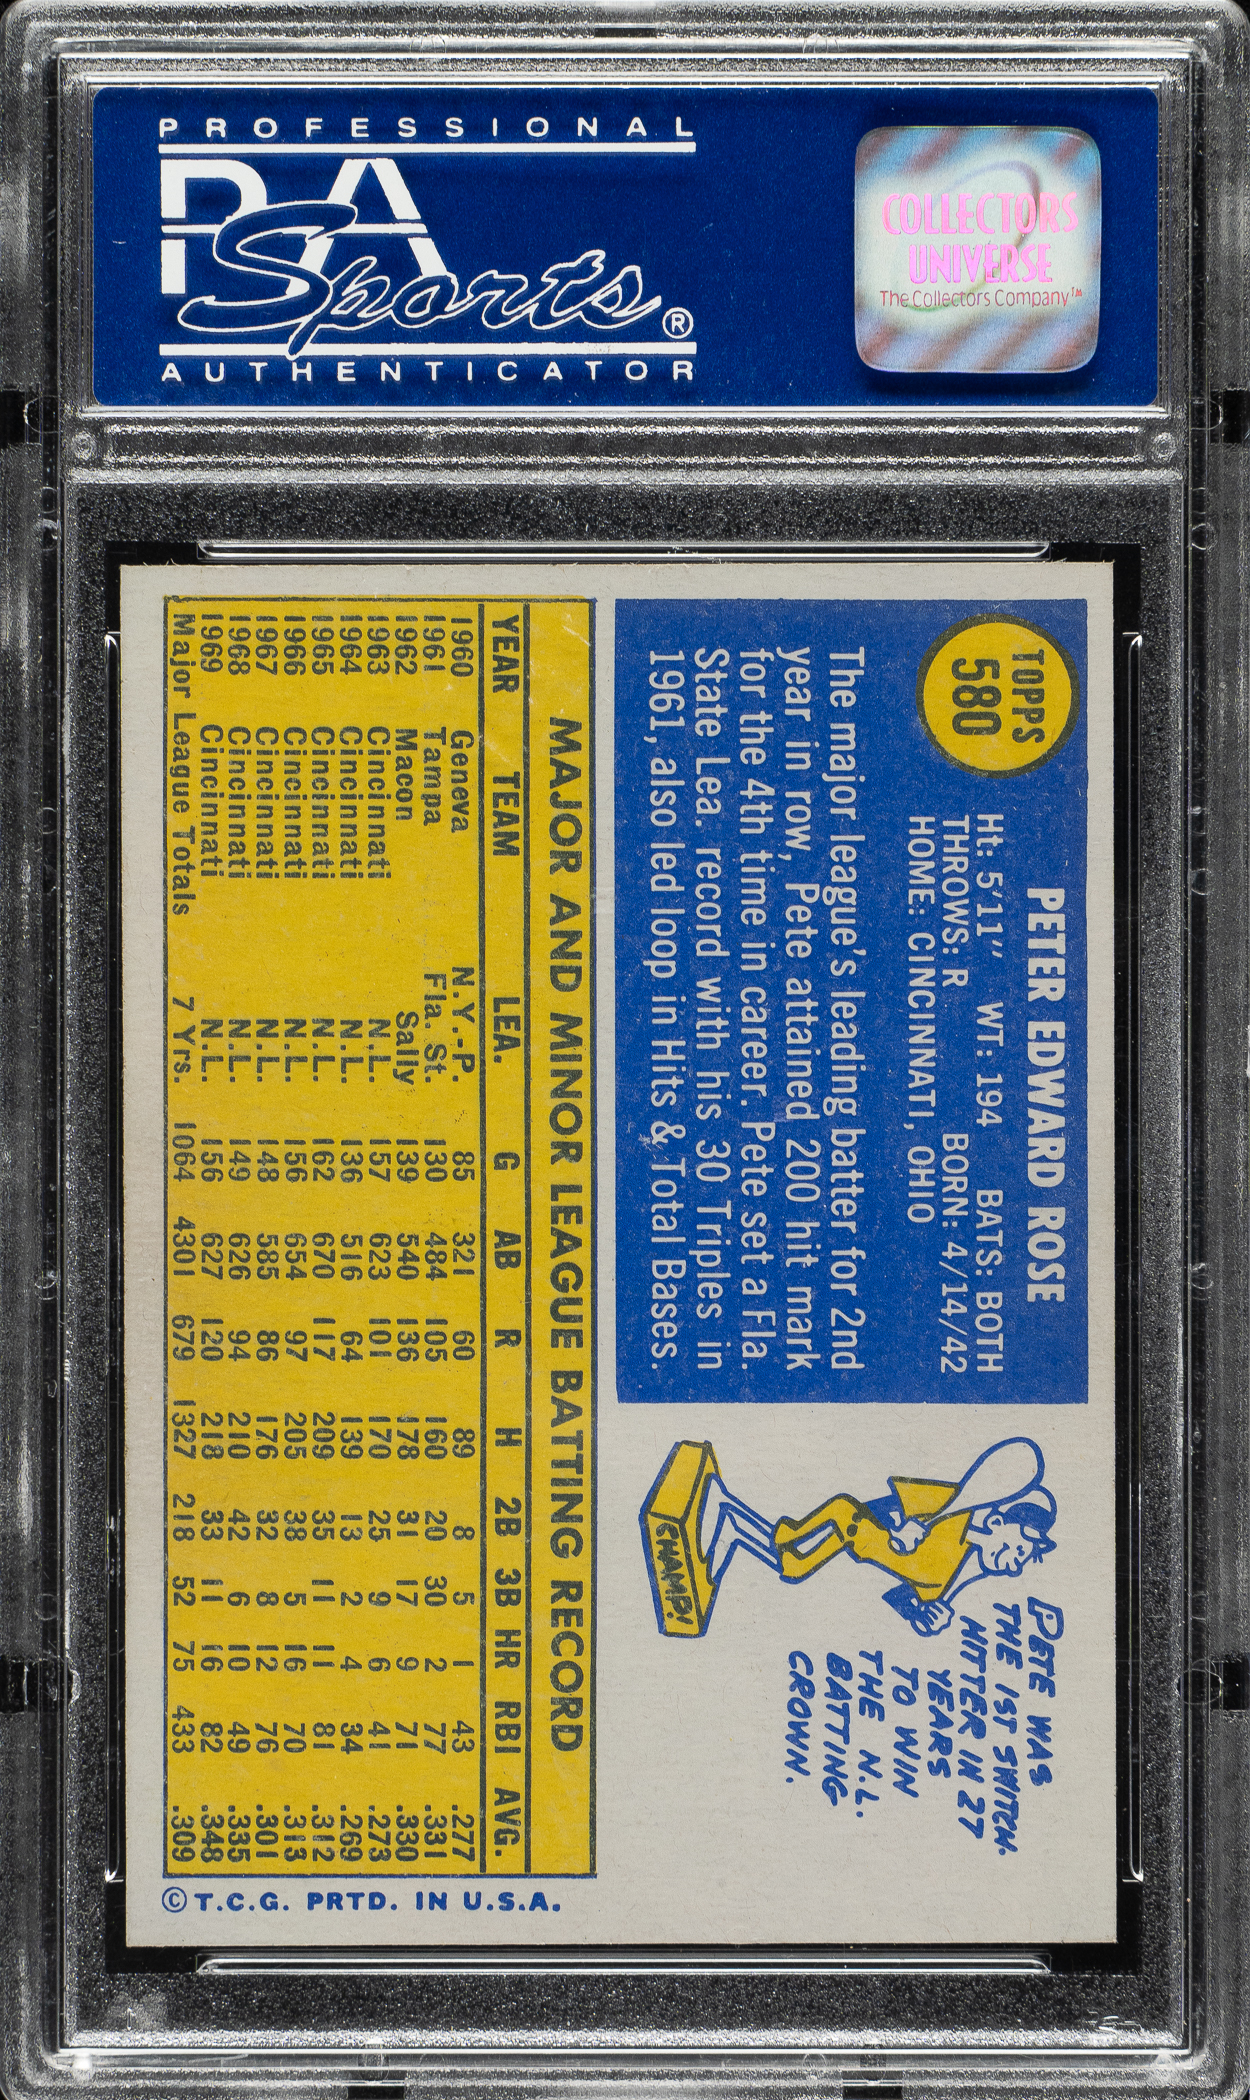 PROFESSIONAL
PSA
Sports®
AUTHENTICATOR
COLLECTORS
UNIVERSE
The Collectors Company™
TOPPS
580
PETER EDWARD ROSE
Ht: 5'11" WT: 194 BATS: BOTH
THROWS: R BORN: 4/14/42
HOME: CINCINNATI, OHIO
The major league's leading batter for 2nd
year in row, Pete attained 200 hit mark
for the 4th time in career. Pete set a Fla.
State Lea. record with his 30 Triples in
1961, also led loop in Hits & Total Bases.
PETE WAS
THE 1ST SWITCH.
HITTER IN 27
YEARS
TO WIN
THE N.L.
BATTING
CROWN.
CHAMP!
MAJOR AND MINOR LEAGUE BATTING RECORD
YEAR TEAM LEA. G AB R H 2B 3B HR RBI AVG.
1960 Geneva N.Y.-P. 85 321 60 89 8 5 1 43 .277
1961 Tampa Fla. St. 130 484 105 160 20 30 2 77 .331
1962 Macon Sally 139 540 136 178 31 17 9 71 .330
1963 Cincinnati N.L. 157 623 101 170 25 9 6 41 .273
1964 Cincinnati N.L. 136 516 64 139 13 2 4 34 .269
1965 Cincinnati N.L. 162 670 117 209 35 11 11 81 .312
1966 Cincinnati N.L. 156 654 97 205 38 5 16 70 .313
1967 Cincinnati N.L. 148 585 86 176 32 8 12 76 .301
1968 Cincinnati N.L. 149 626 94 210 42 6 10 49 .335
1969 Cincinnati N.L. 156 627 120 218 33 11 16 82 .348
Major League Totals 7 Yrs. 1064 4301 679 1327 218 52 75 433 .309
© T.C.G. PRTD. IN U.S.A.